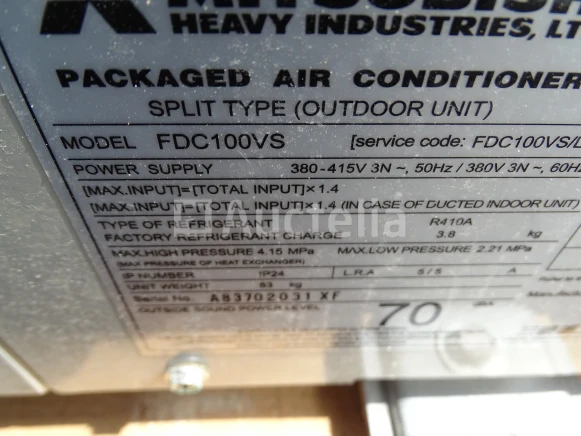 MITSUBISHI
HEAVY INDUSTRIES, LT
PACKAGED AIR CONDITIONER
SPLIT TYPE (OUTDOOR UNIT)
MODEL FDC100VS [service code: FDC100VS/
POWER SUPPLY 380-415V 3N ~, 50Hz / 380V 3N ~, 60H
[MAX.INPUT]=[TOTAL INPUT]×1.4
[MAX.INPUT]=[TOTAL INPUT]×1.4 (IN CASE OF DUCTED INDOOR UNIT)
TYPE OF REFRIGERANT R410A
FACTORY REFRIGERANT CHARGE 3.8 kg
MAX.HIGH PRESSURE 4.15 MPa MAX.LOW PRESSURE 2.21 MPa
(MAX PRESSURE OF HEAT EXCHANGER)
IP NUMBER IP24 L.R.A 5/5 A
UNIT WEIGHT 83 kg
Serial No. A83702031 XF
OUTSIDE SOUND POWER LEVEL 70